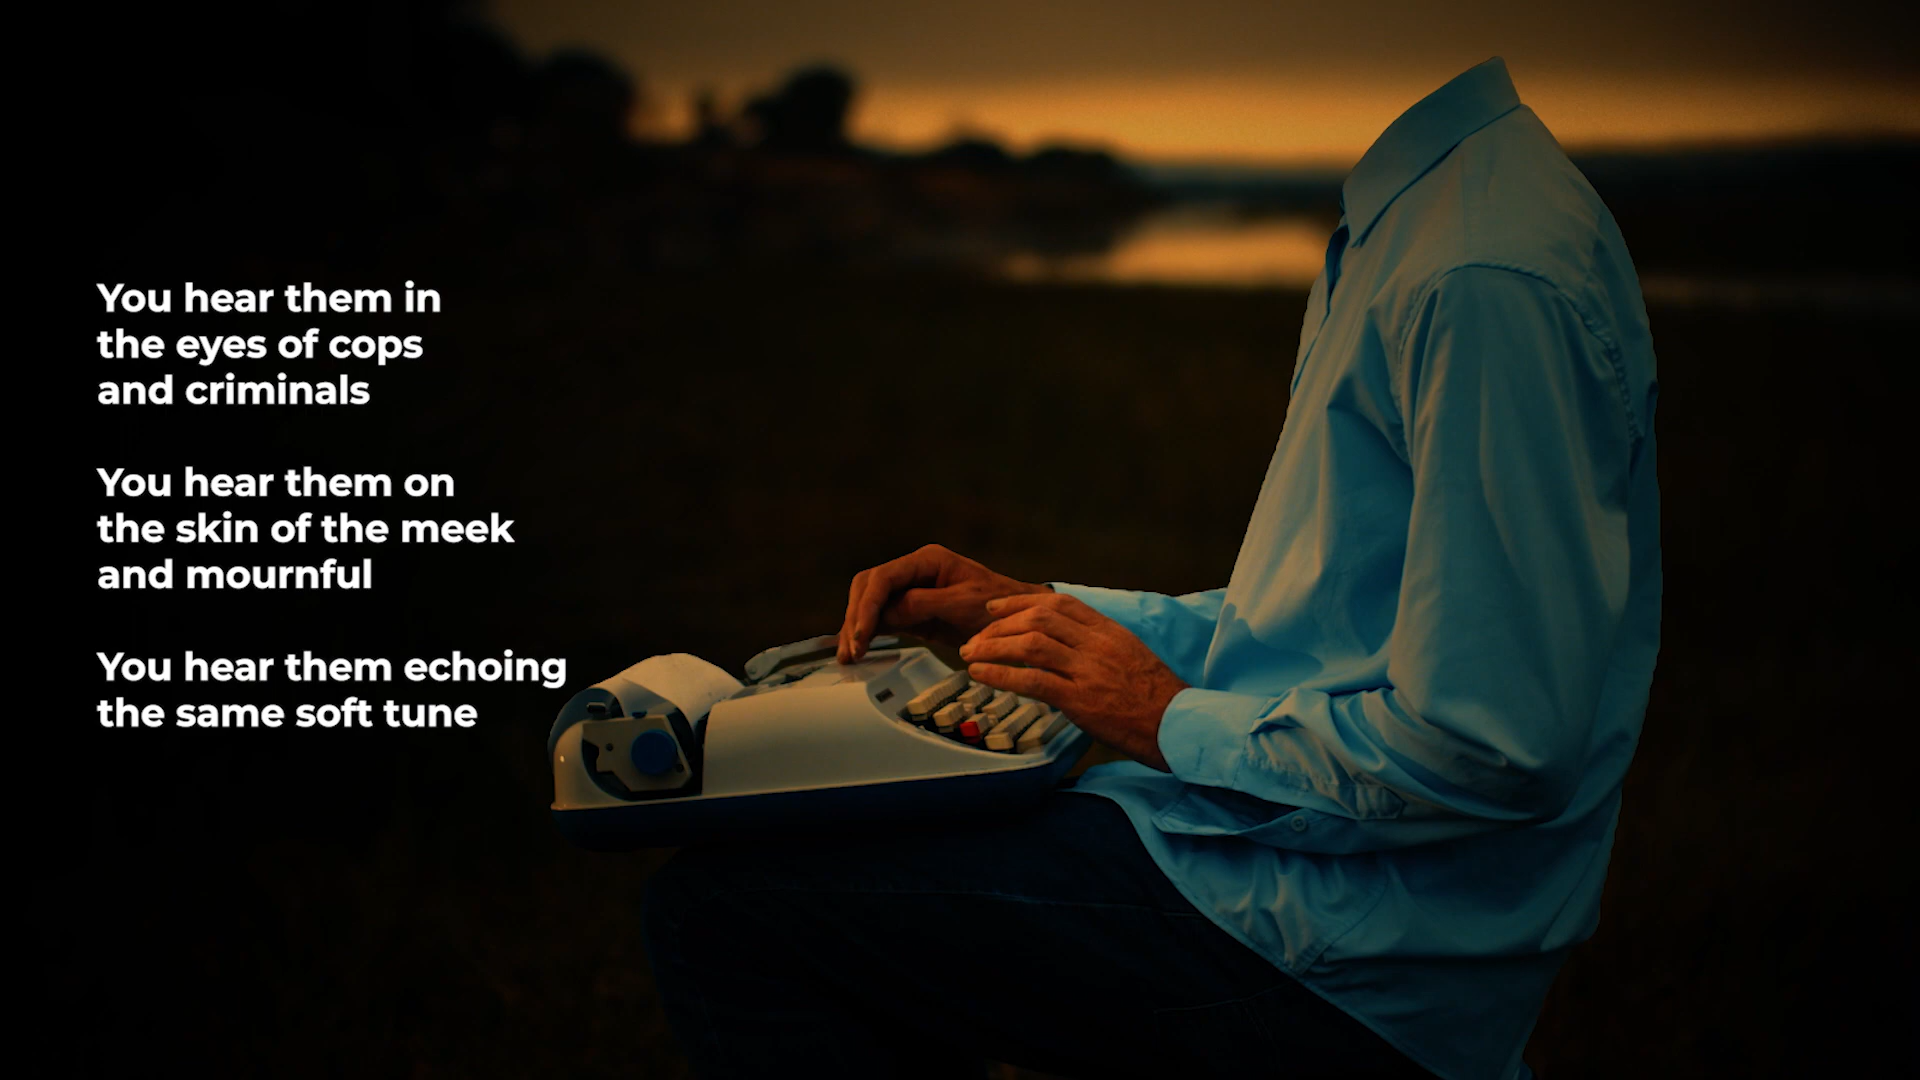 You hear them in
the eyes of cops
and criminals
You hear them on
the skin of the meek
and mournful
You hear them echoing
the same soft tune